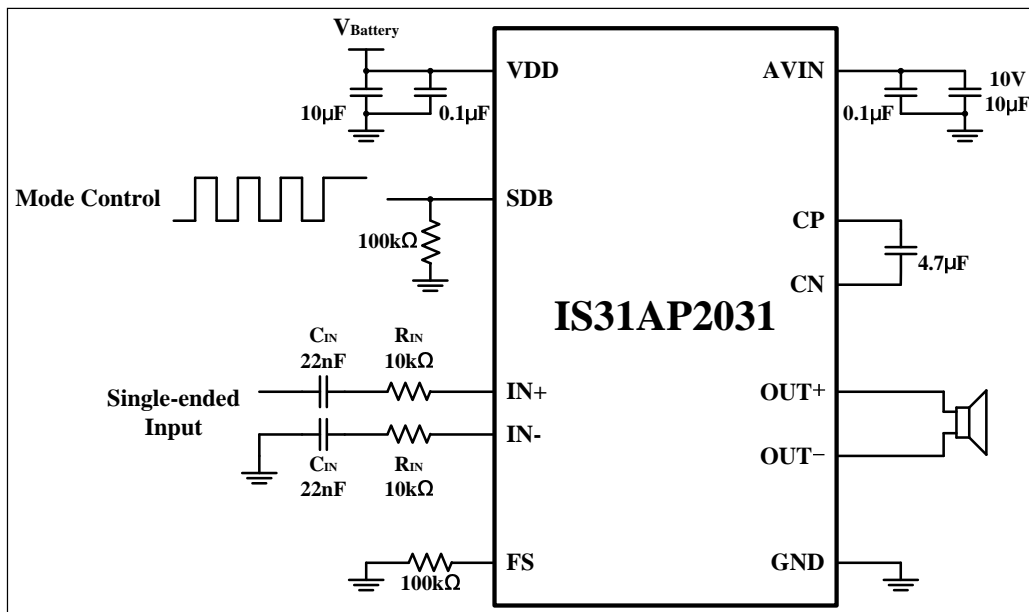 VBattery
VDD
AVIN
10µF
0.1µF
0.1µF
10V
10µF
Mode Control
SDB
100kΩ
CP
4.7µF
CN
IS31AP2031
CIN
22nF
RIN
10kΩ
Single-ended
Input
IN+
IN-
OUT+
OUT−
CIN
22nF
RIN
10kΩ
FS
100kΩ
GND